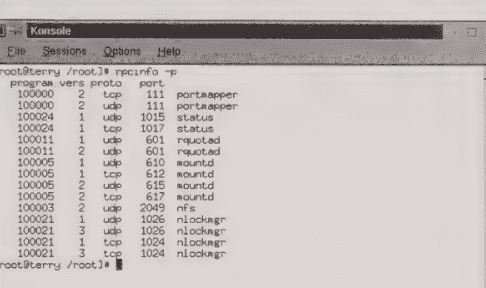 Konsole
File Sessions Options Help
root@terry /root]# rpcinfo -p
program vers proto port
100000 2 tcp 111 portmapper
100000 2 udp 111 portmapper
100024 1 udp 1015 status
100024 1 tcp 1017 status
100011 1 udp 601 rquotad
100011 2 udp 601 rquotad
100005 1 udp 610 mountd
100005 1 tcp 612 mountd
100005 2 udp 615 mountd
100005 2 tcp 617 mountd
100003 2 udp 2049 nfs
100021 1 udp 1026 nlockmgr
100021 3 udp 1026 nlockmgr
100021 1 tcp 1024 nlockmgr
100021 3 tcp 1024 nlockmgr
root@terry /root]#